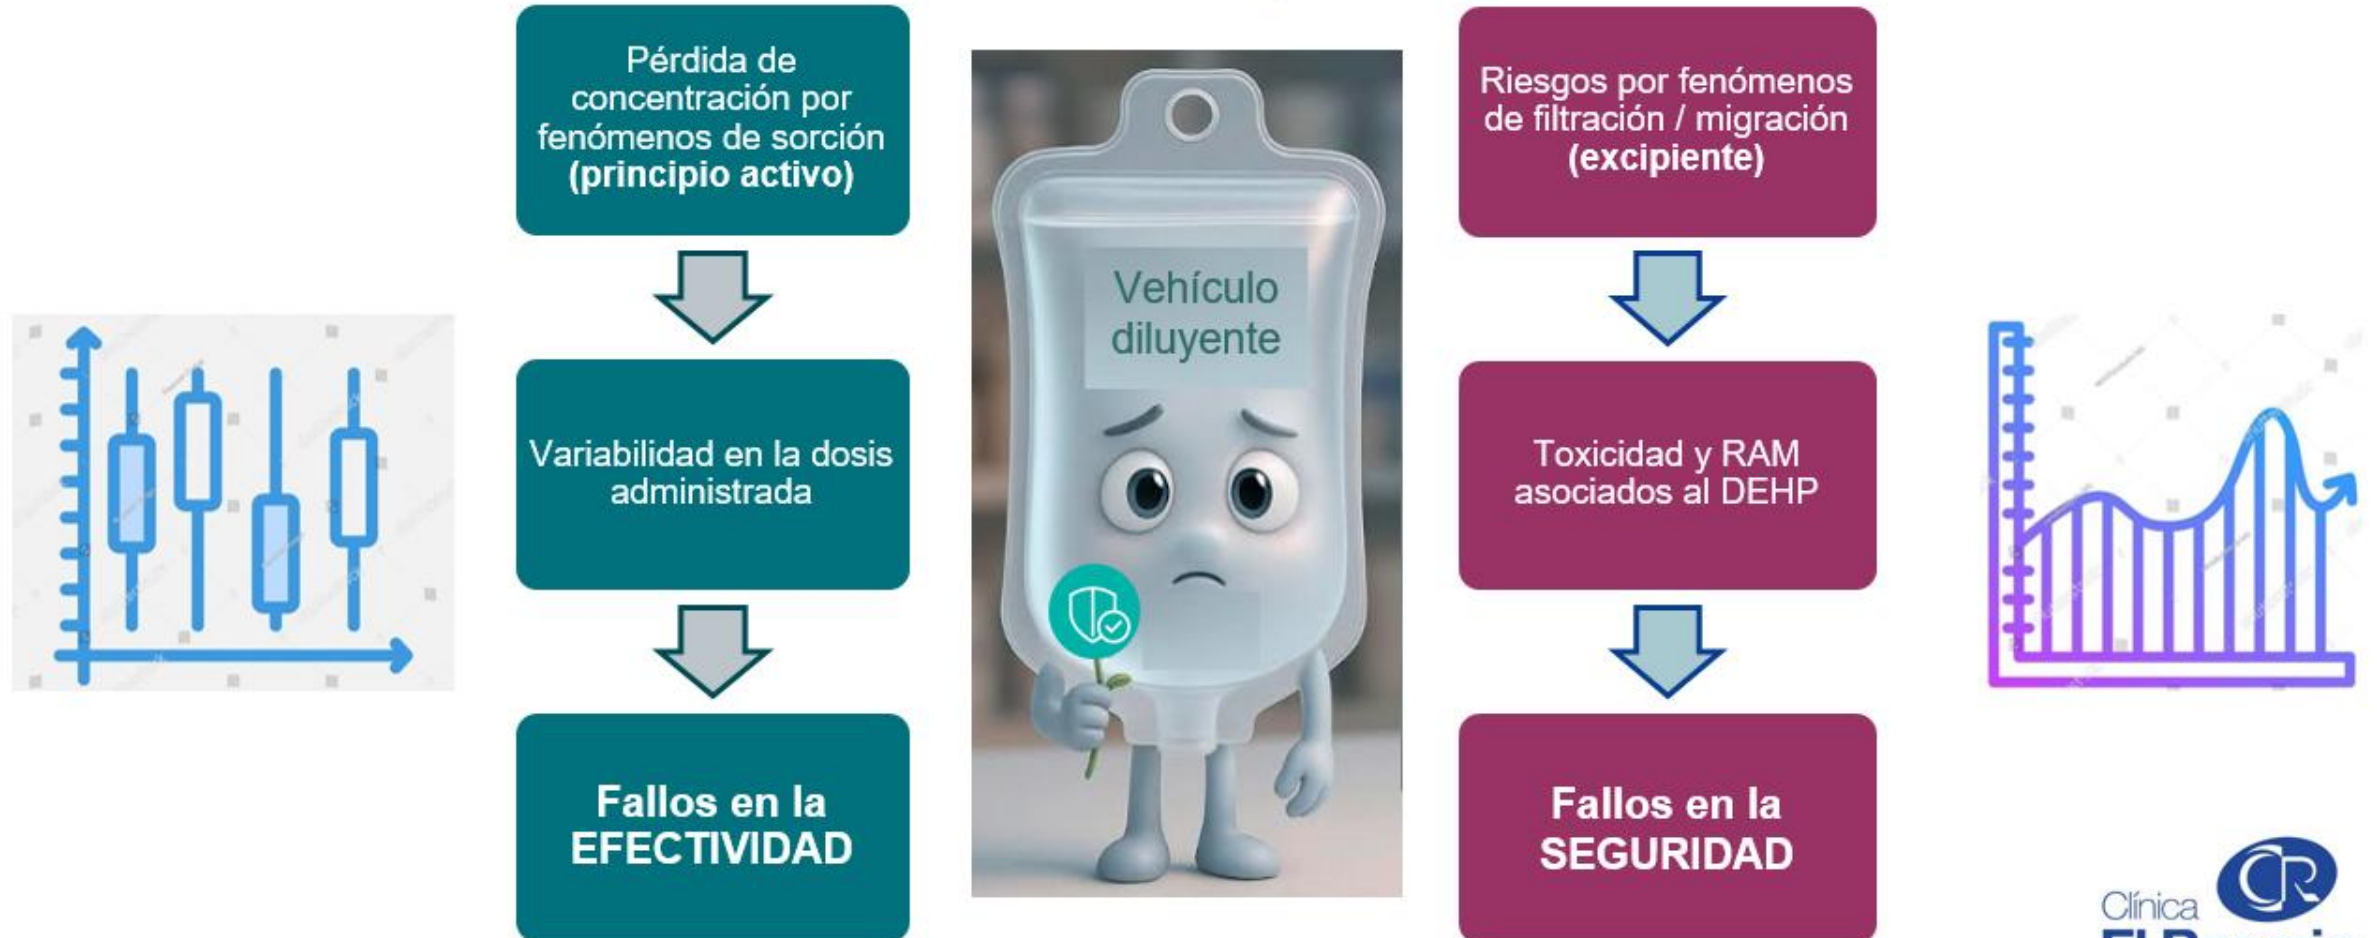 Pérdida de
concentración por
fenómenos de sorción
(principio activo)
Variabilidad en la dosis
administrada
Fallos en la
EFECTIVIDAD
Vehículo
diluyente
Riesgos por fenómenos
de filtración / migración
(excipiente)
Toxicidad y RAM
asociados al DEHP
Fallos en la
SEGURIDAD
CR
Clínica